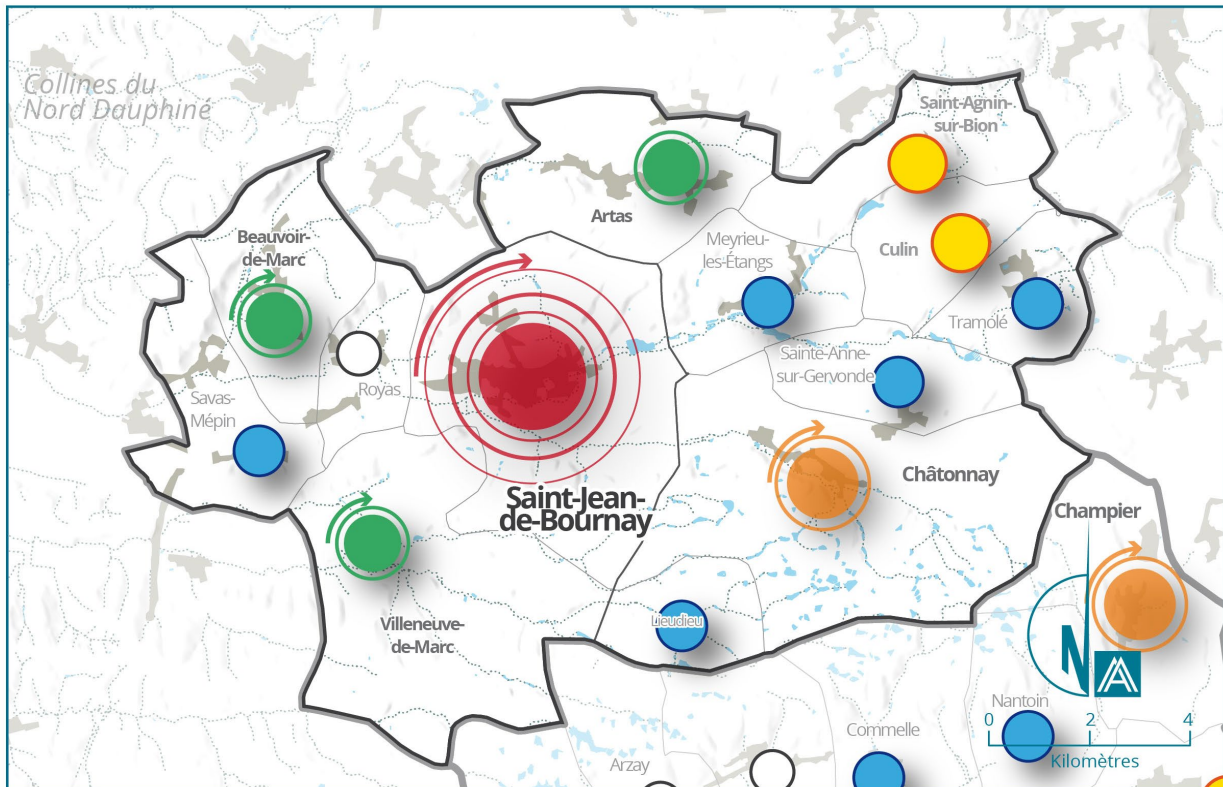 Collines du
Nord Dauphiné
Saint-Agnin-
sur-Bion
Artas
Beauvoir-
de-Marc
Meyrieu-
les-Étangs
Culin
Tramolé
Royas
Sainte-Anne-
sur-Gervonde
Savas-
Mépin
Saint-Jean-
de-Bournay
Châtonnay
Champier
Villeneuve-
de-Marc
Lieudieu
N
Nantoin
0 2 4
Kilomètres
Commelle
Arzay